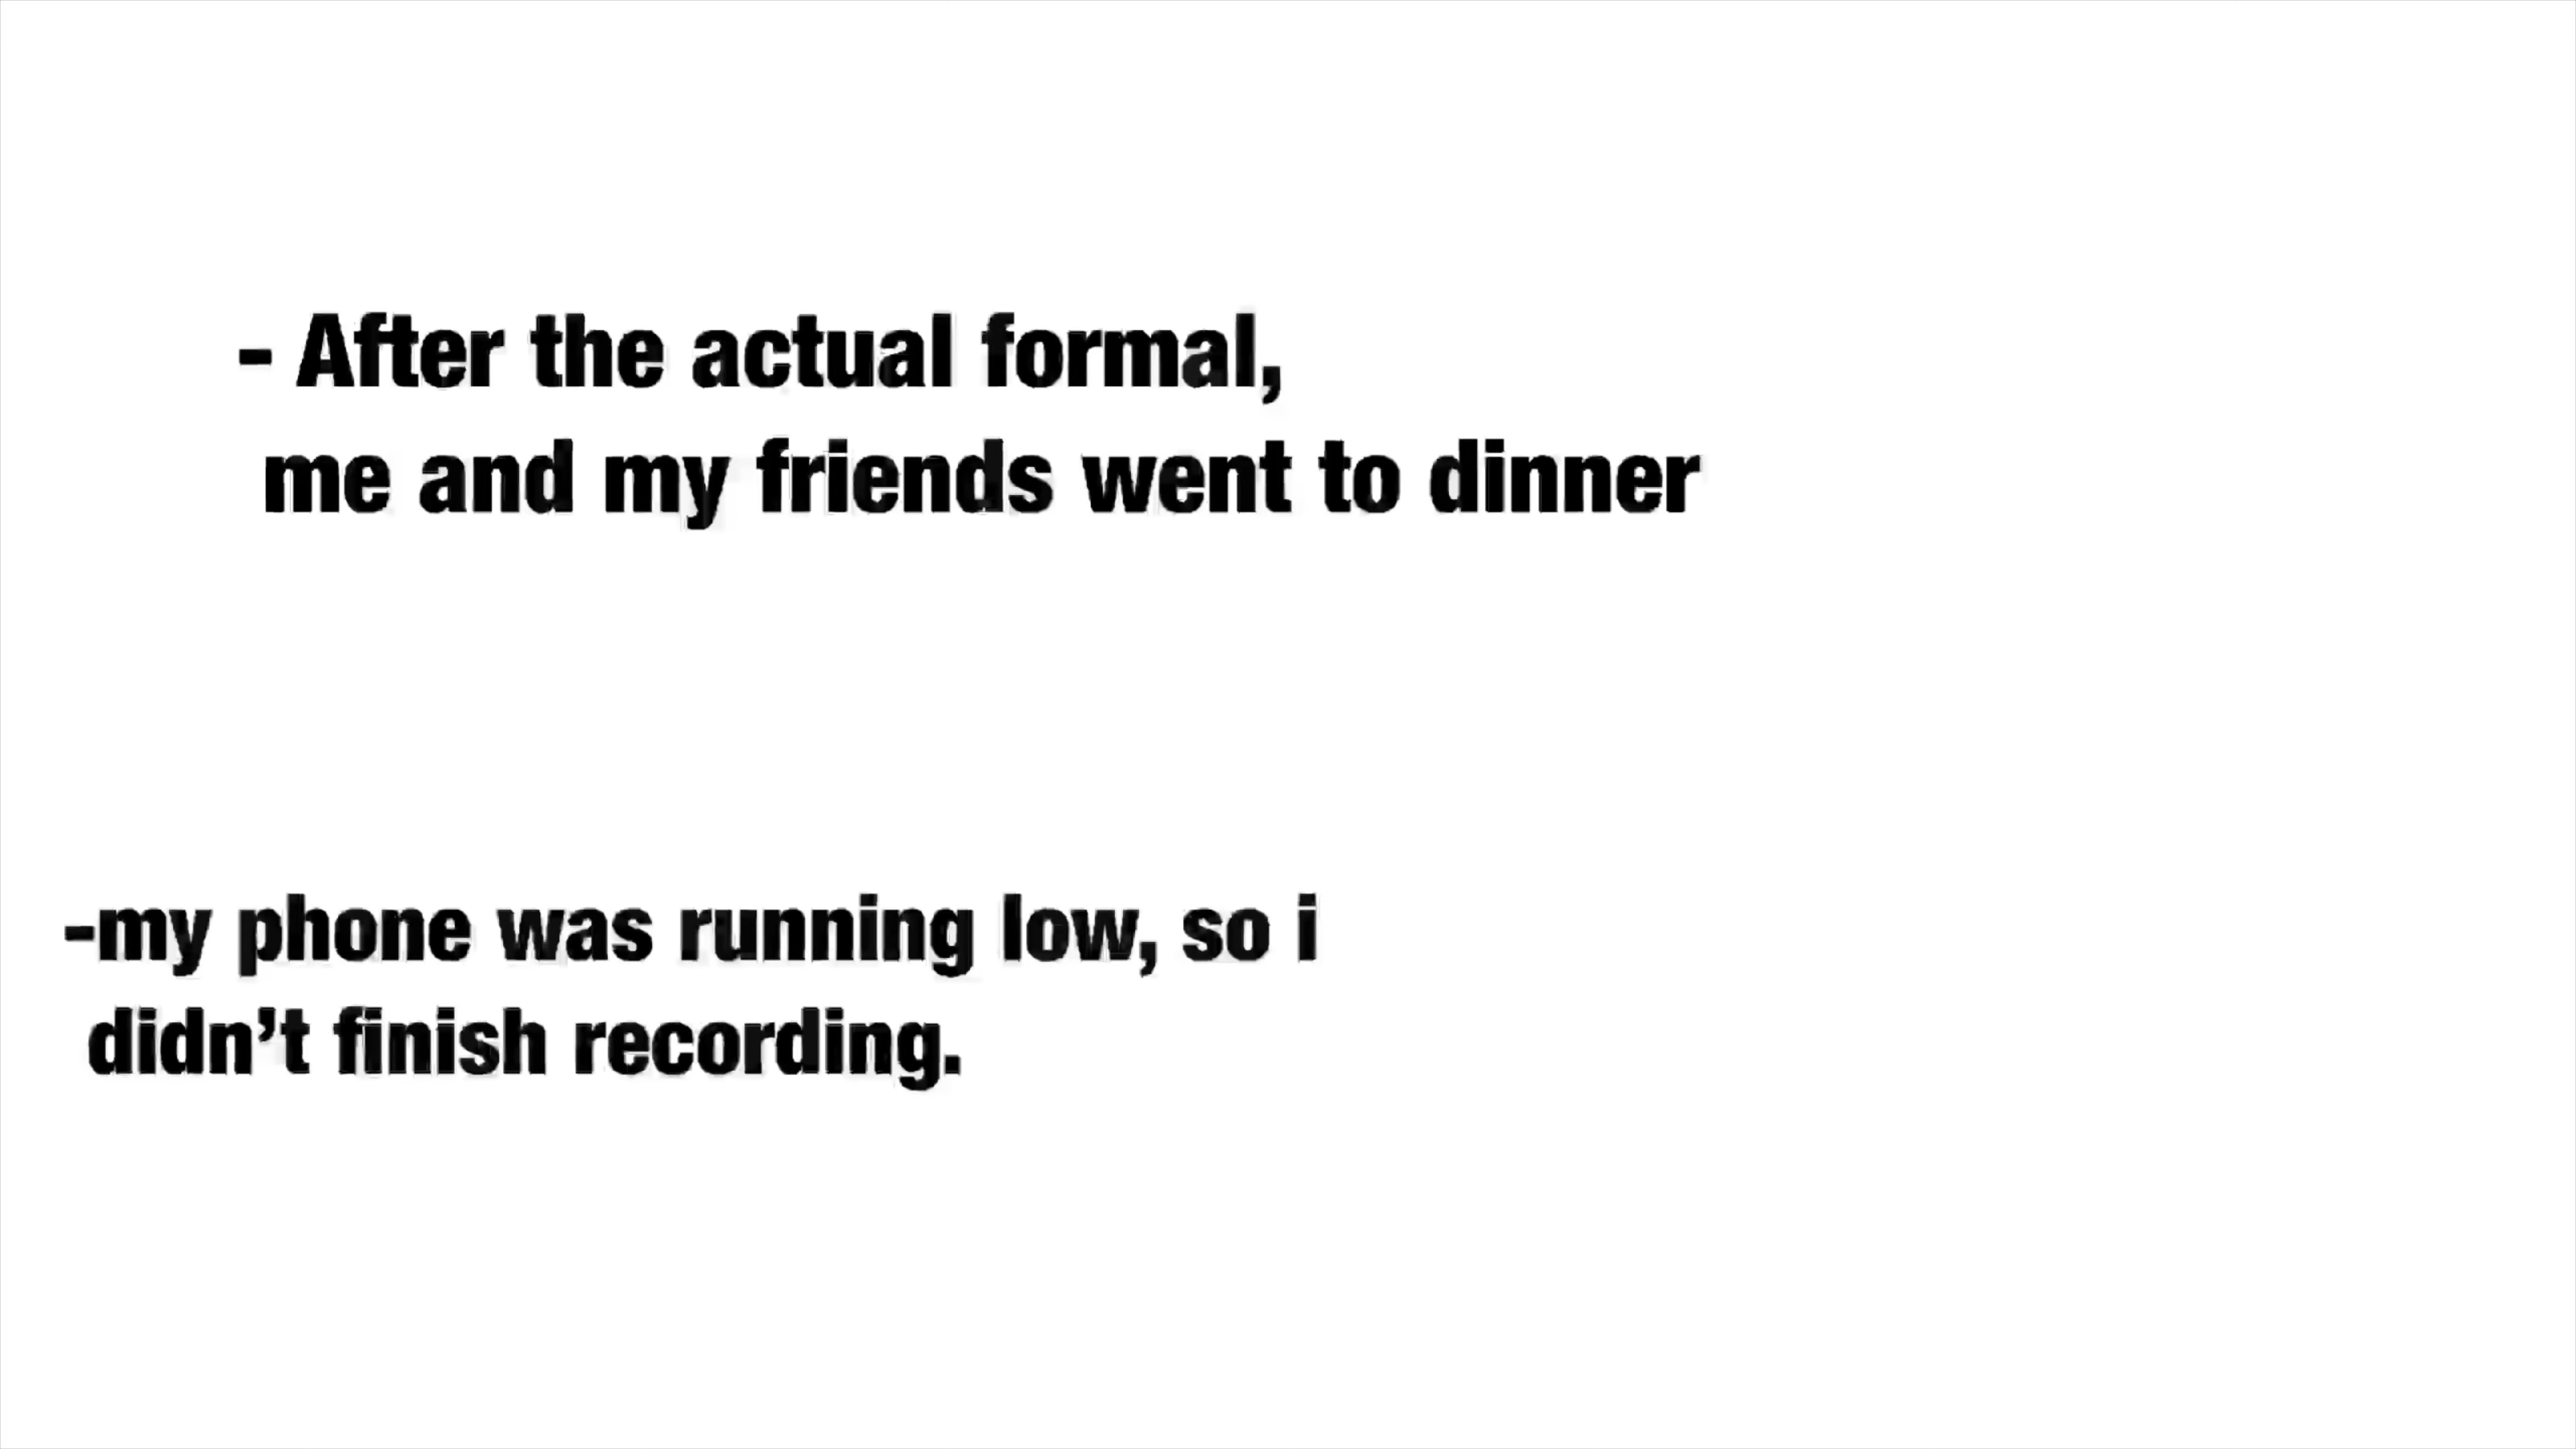 - After the actual formal,
me and my friends went to dinner
-my phone was running low, so i
didn’t finish recording.